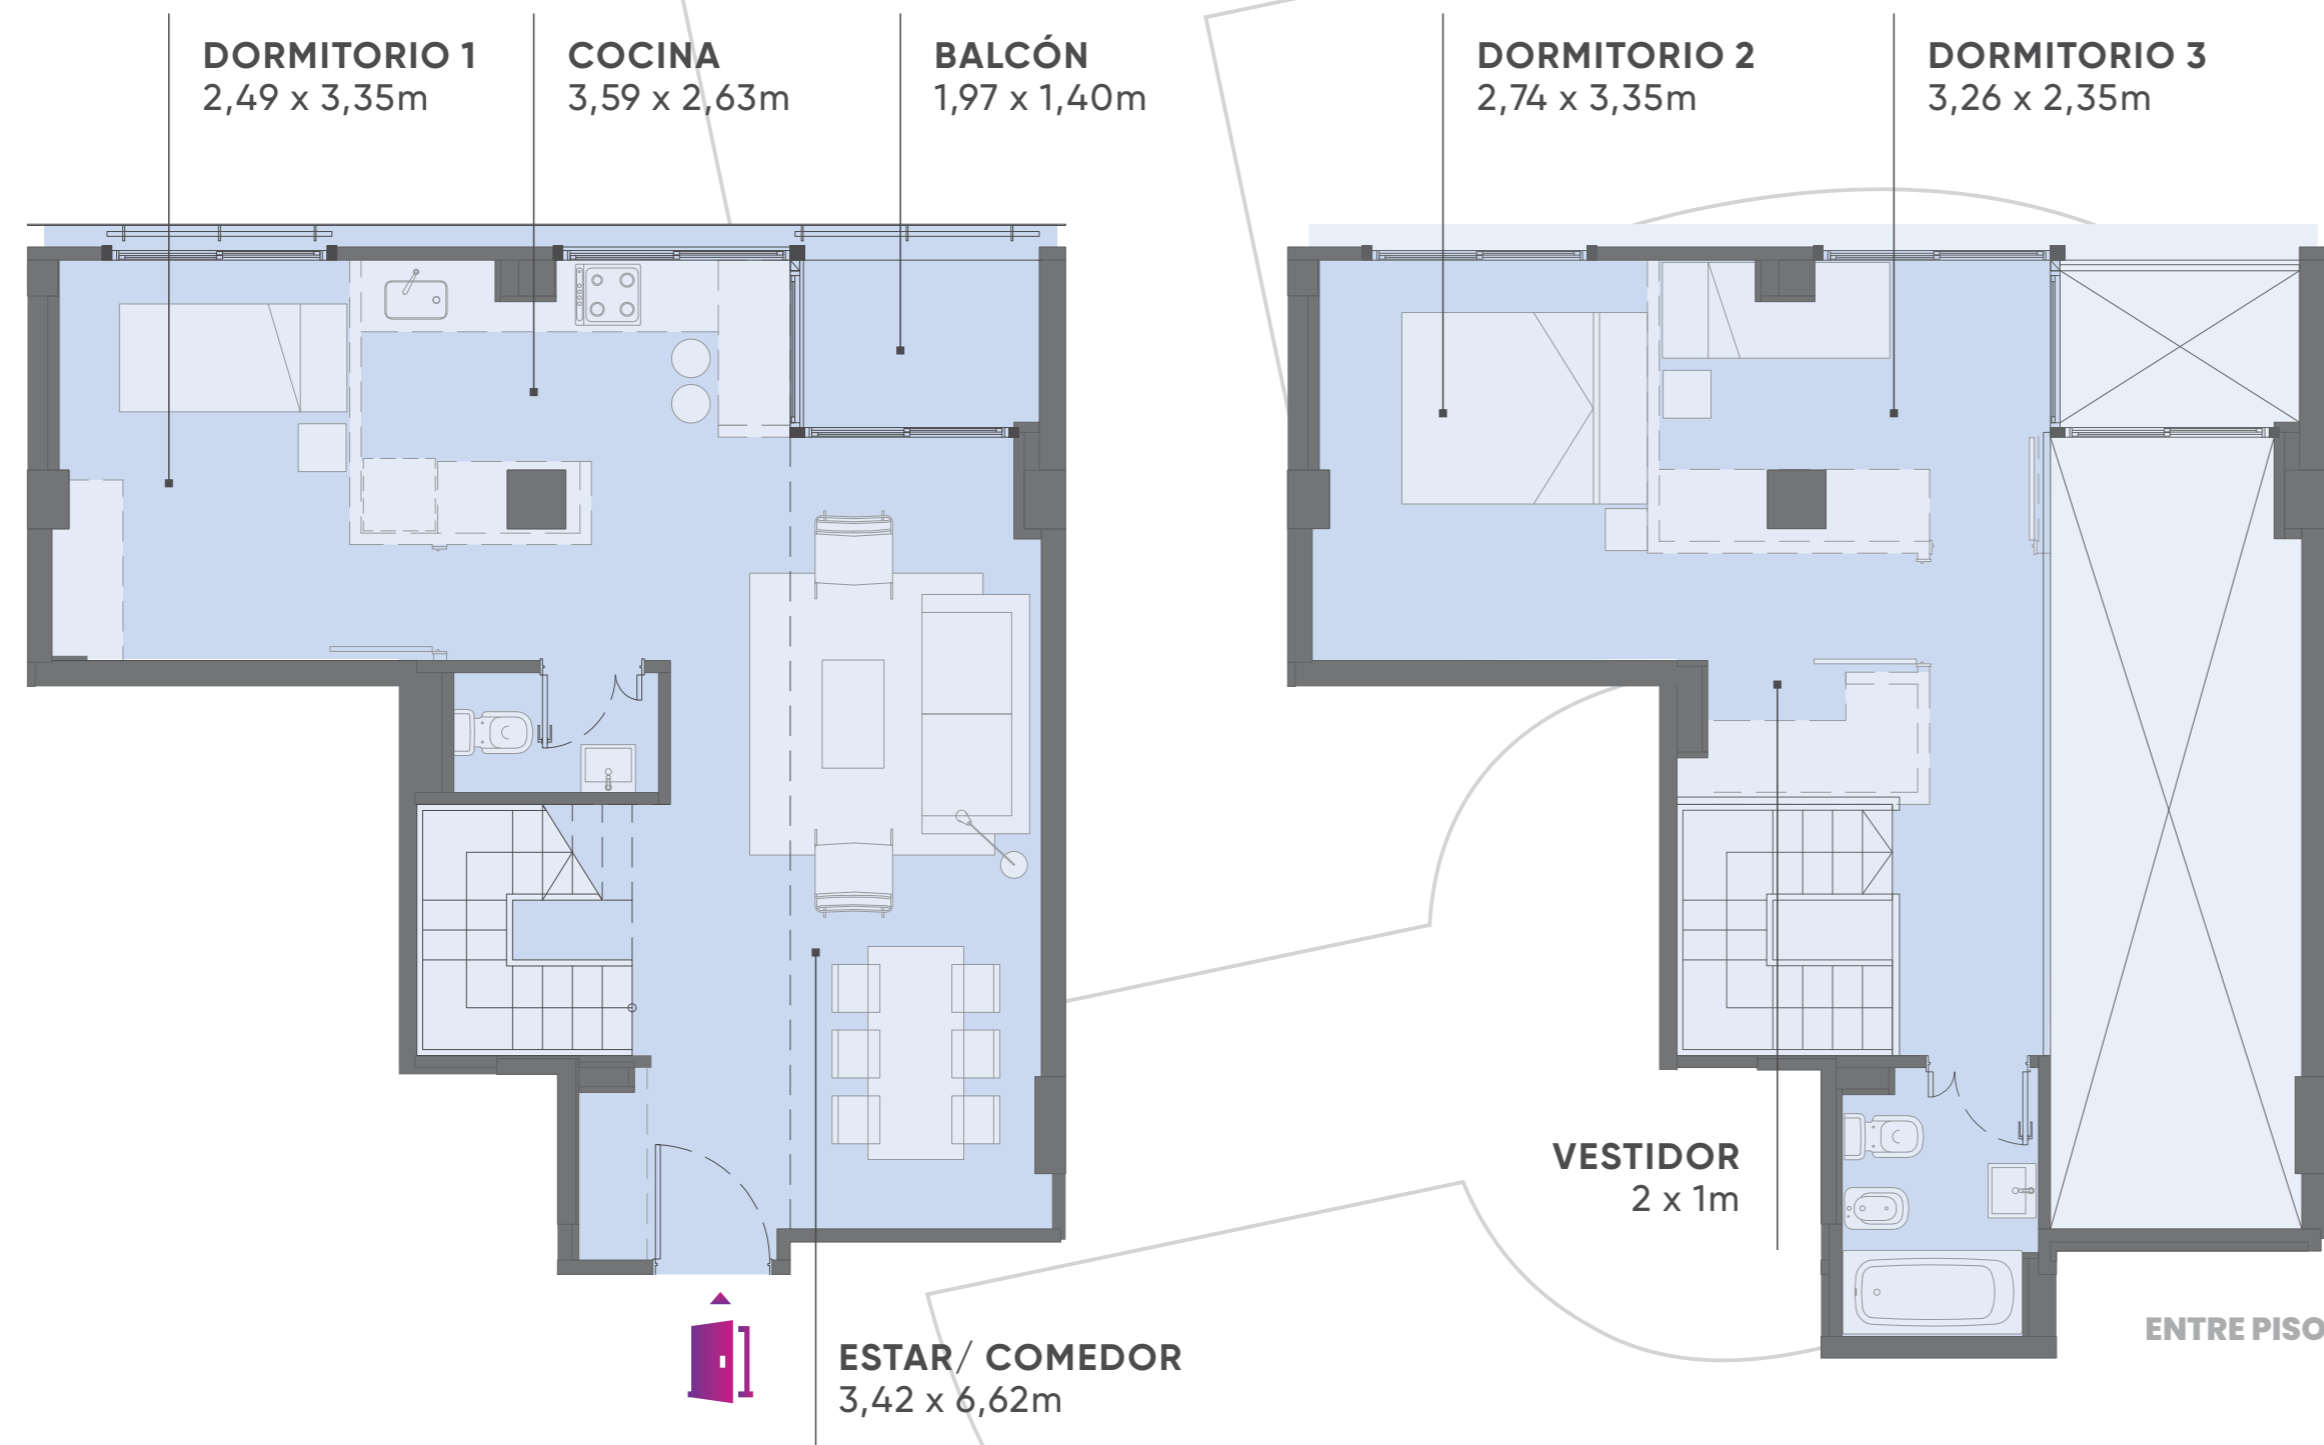 DORMITORIO 1
2,49 x 3,35m
COCINA
3,59 x 2,63m
BALCÓN
1,97 x 1,40m
DORMITORIO 2
2,74 x 3,35m
DORMITORIO 3
3,26 x 2,35m
VESTIDOR
2 x 1m
ENTRE PISO
ESTAR/ COMEDOR
3,42 x 6,62m